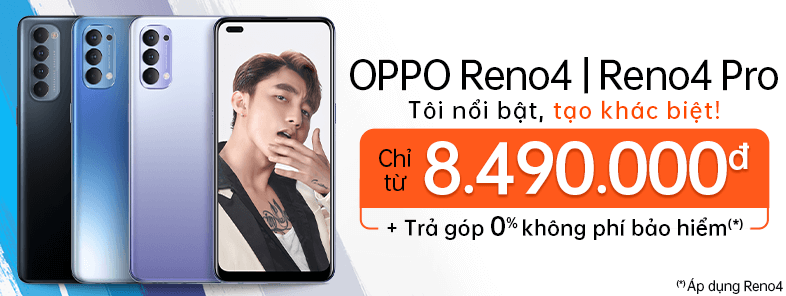 OPPO Reno4 | Reno4 Pro
Tôi nổi bật, tạo khác biệt!
Chỉ từ 8.490.000đ
+ Trả góp 0% không phí bảo hiểm(*)
(*) Áp dụng Reno4